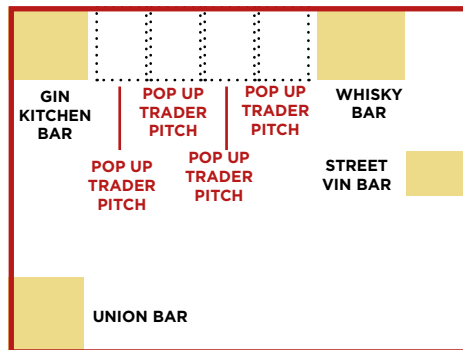 GIN
KITCHEN
BAR
POP UP
TRADER
PITCH
POP UP
TRADER
PITCH
WHISKY
BAR
POP UP
TRADER
PITCH
POP UP
TRADER
PITCH
STREET
VIN BAR
UNION BAR